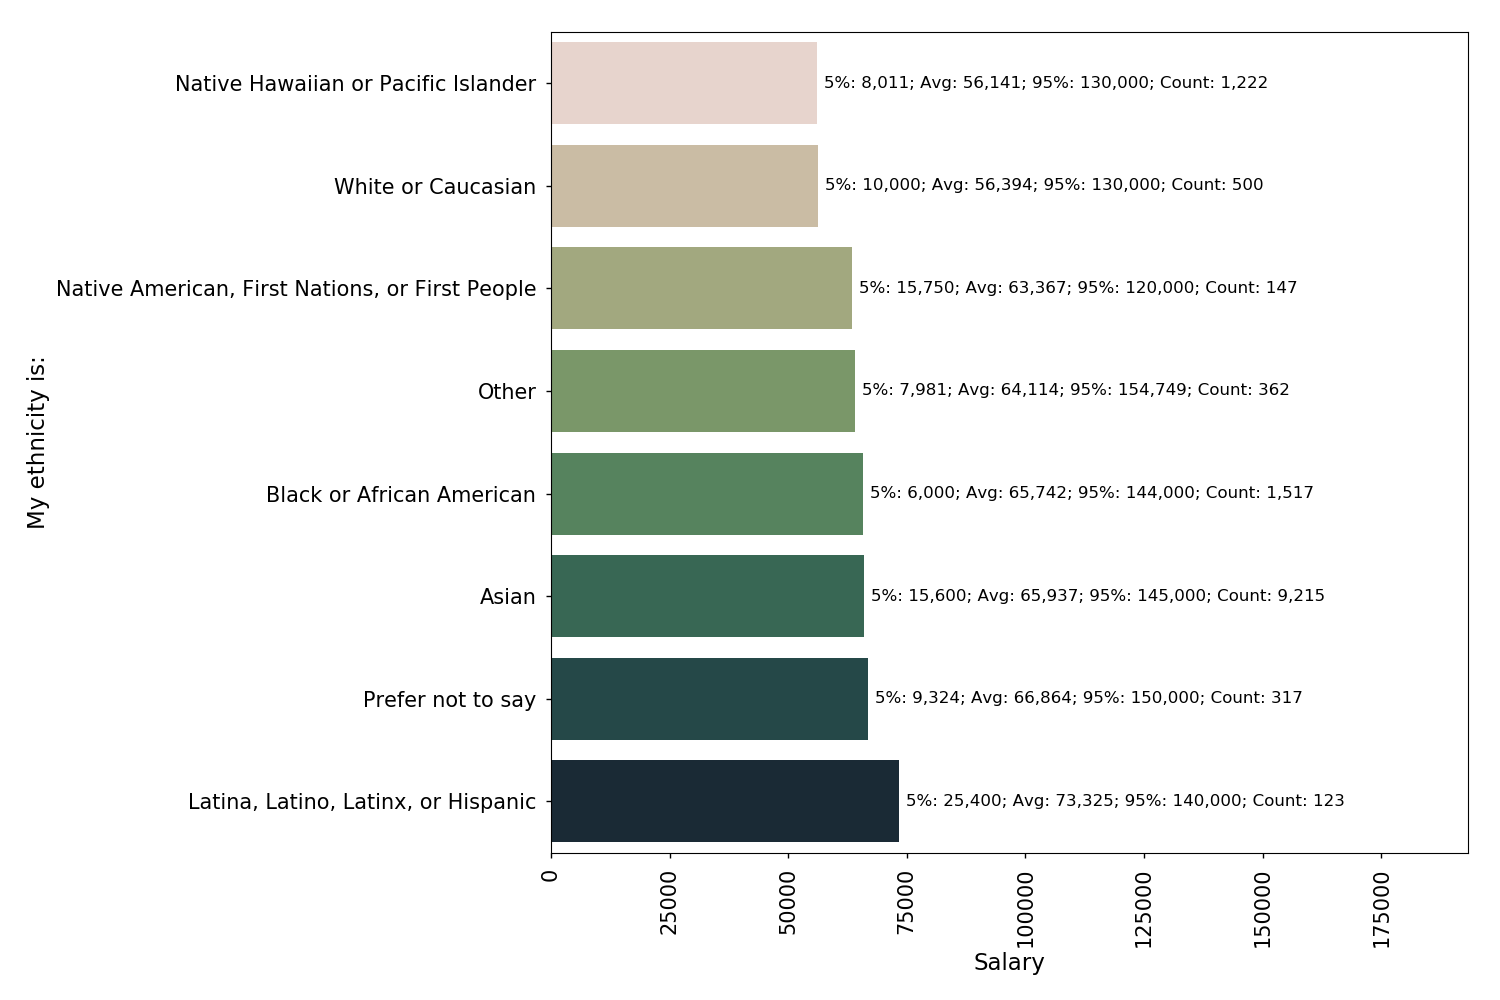 My ethnicity is:
Native Hawaiian or Pacific Islander
5%: 8,011; Avg: 56,141; 95%: 130,000; Count: 1,222
White or Caucasian
5%: 10,000; Avg: 56,394; 95%: 130,000; Count: 500
Native American, First Nations, or First People
5%: 15,750; Avg: 63,367; 95%: 120,000; Count: 147
Other
5%: 7,981; Avg: 64,114; 95%: 154,749; Count: 362
Black or African American
5%: 6,000; Avg: 65,742; 95%: 144,000; Count: 1,517
Asian
5%: 15,600; Avg: 65,937; 95%: 145,000; Count: 9,215
Prefer not to say
5%: 9,324; Avg: 66,864; 95%: 150,000; Count: 317
Latina, Latino, Latinx, or Hispanic
5%: 25,400; Avg: 73,325; 95%: 140,000; Count: 123
0
25000
50000
75000
100000
125000
150000
175000
Salary